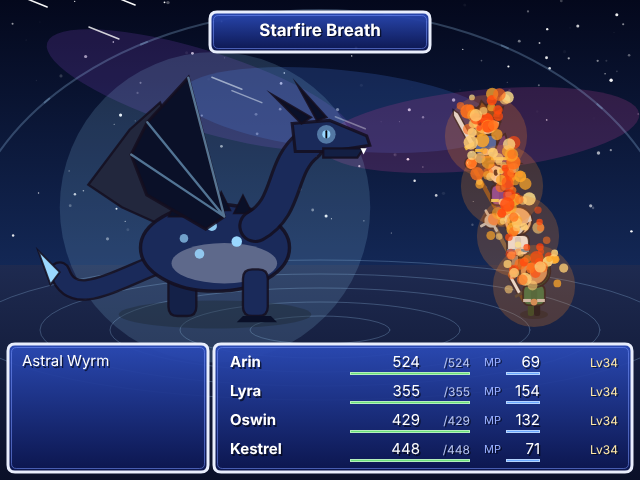 Starfire Breath
Astral Wyrm
Arin 524 /524 MP 69 Lv34
Lyra 355 /355 MP 154 Lv34
Oswin 429 /429 MP 132 Lv34
Kestrel 448 /448 MP 71 Lv34